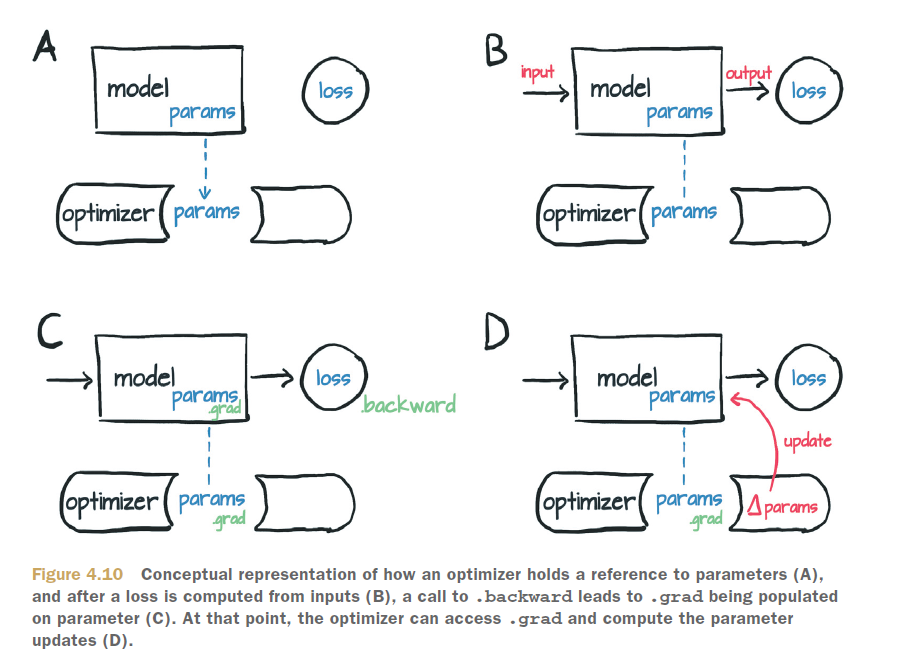 A
model
params
loss
optimizer
params
B
input
model
params
output
loss
optimizer
params
C
model
params
.grad
loss
.backward
optimizer
params
.grad
D
model
params
loss
update
optimizer
params
.grad
Δ params
Figure 4.10 Conceptual representation of how an optimizer holds a reference to parameters (A),
and after a loss is computed from inputs (B), a call to .backward leads to .grad being populated
on parameter (C). At that point, the optimizer can access .grad and compute the parameter
updates (D).